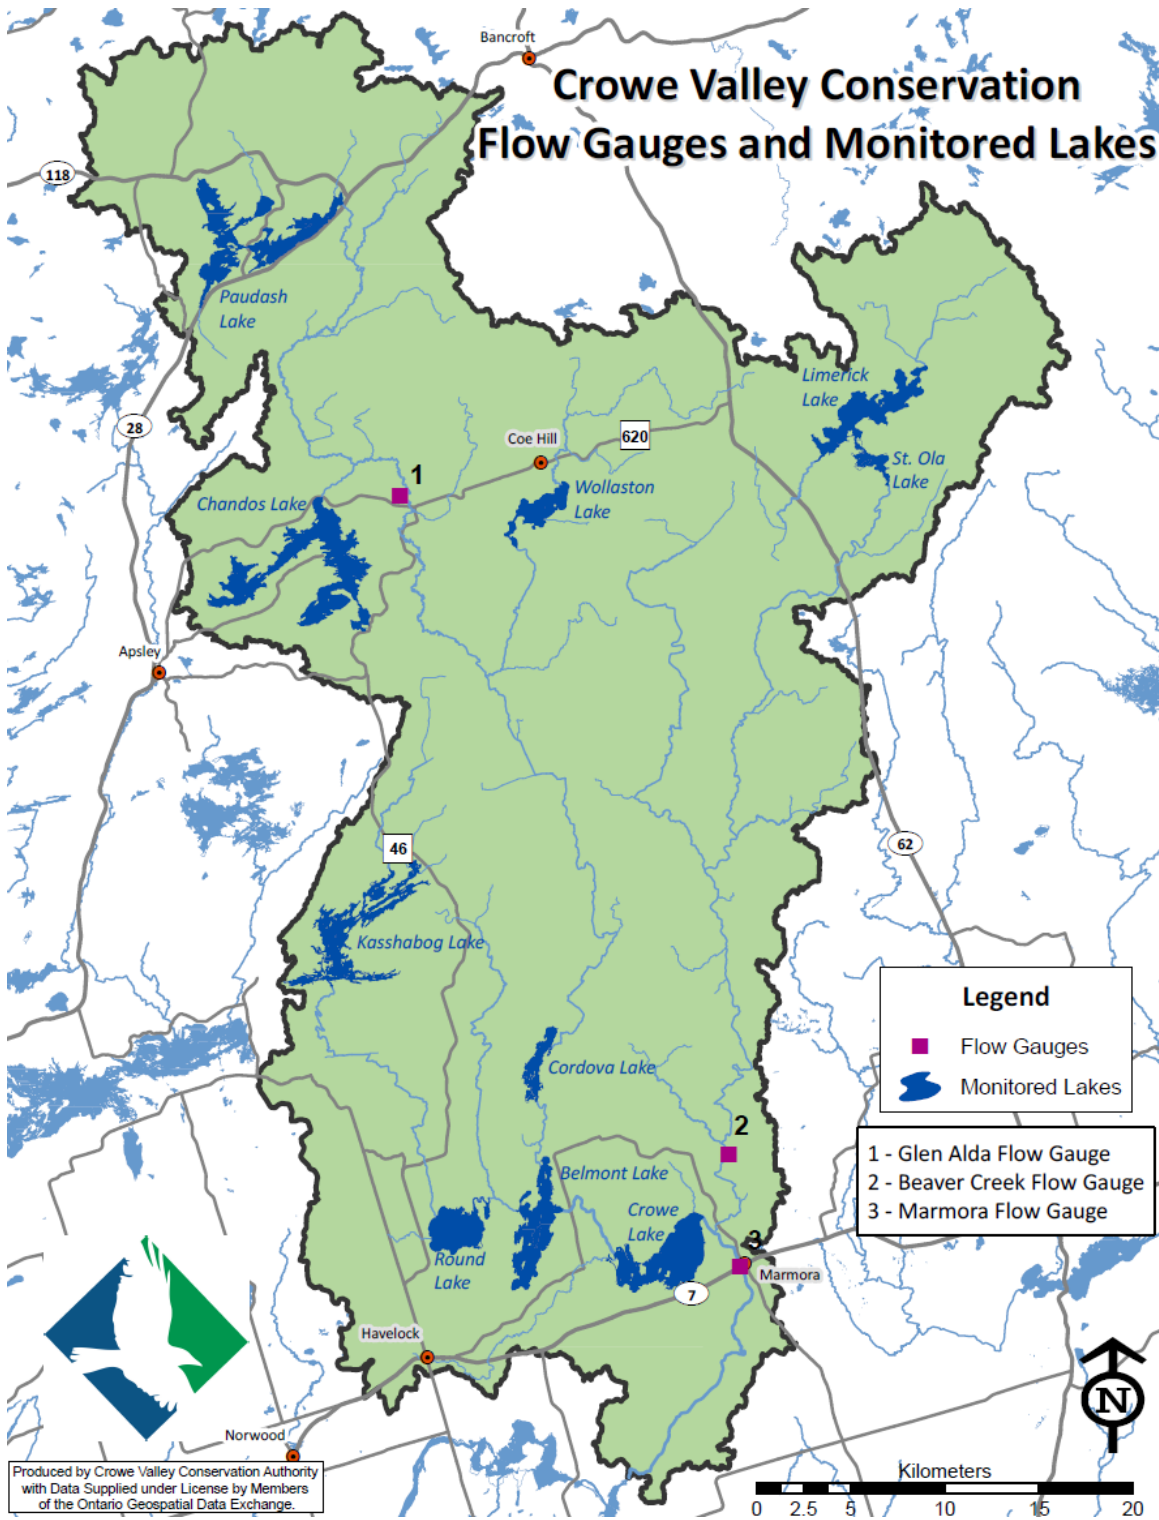 Bancroft
Crowe Valley Conservation
Flow Gauges and Monitored Lakes
118
Paudash
Lake
Limerick
Lake
28
Coe Hill
620
St. Ola
Lake
1
Chandos Lake
Wollaston
Lake
Apsley
46
62
Kasshabog Lake
Legend
Flow Gauges
Monitored Lakes
Cordova Lake
2
1 - Glen Alda Flow Gauge
2 - Beaver Creek Flow Gauge
3 - Marmora Flow Gauge
Belmont Lake
Crowe
Lake
3
Round
Lake
Marmora
7
Havelock
N
Norwood
Produced by Crowe Valley Conservation Authority
with Data Supplied under License by Members
of the Ontario Geospatial Data Exchange.
Kilometers
0 2.5 5 10 15 20